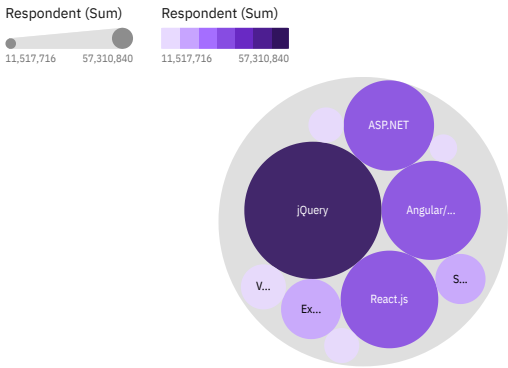 Respondent (Sum)
11,517,716 57,310,840
Respondent (Sum)
11,517,716 57,310,840
ASP.NET
jQuery
Angular/...
V...
Ex...
React.js
S...